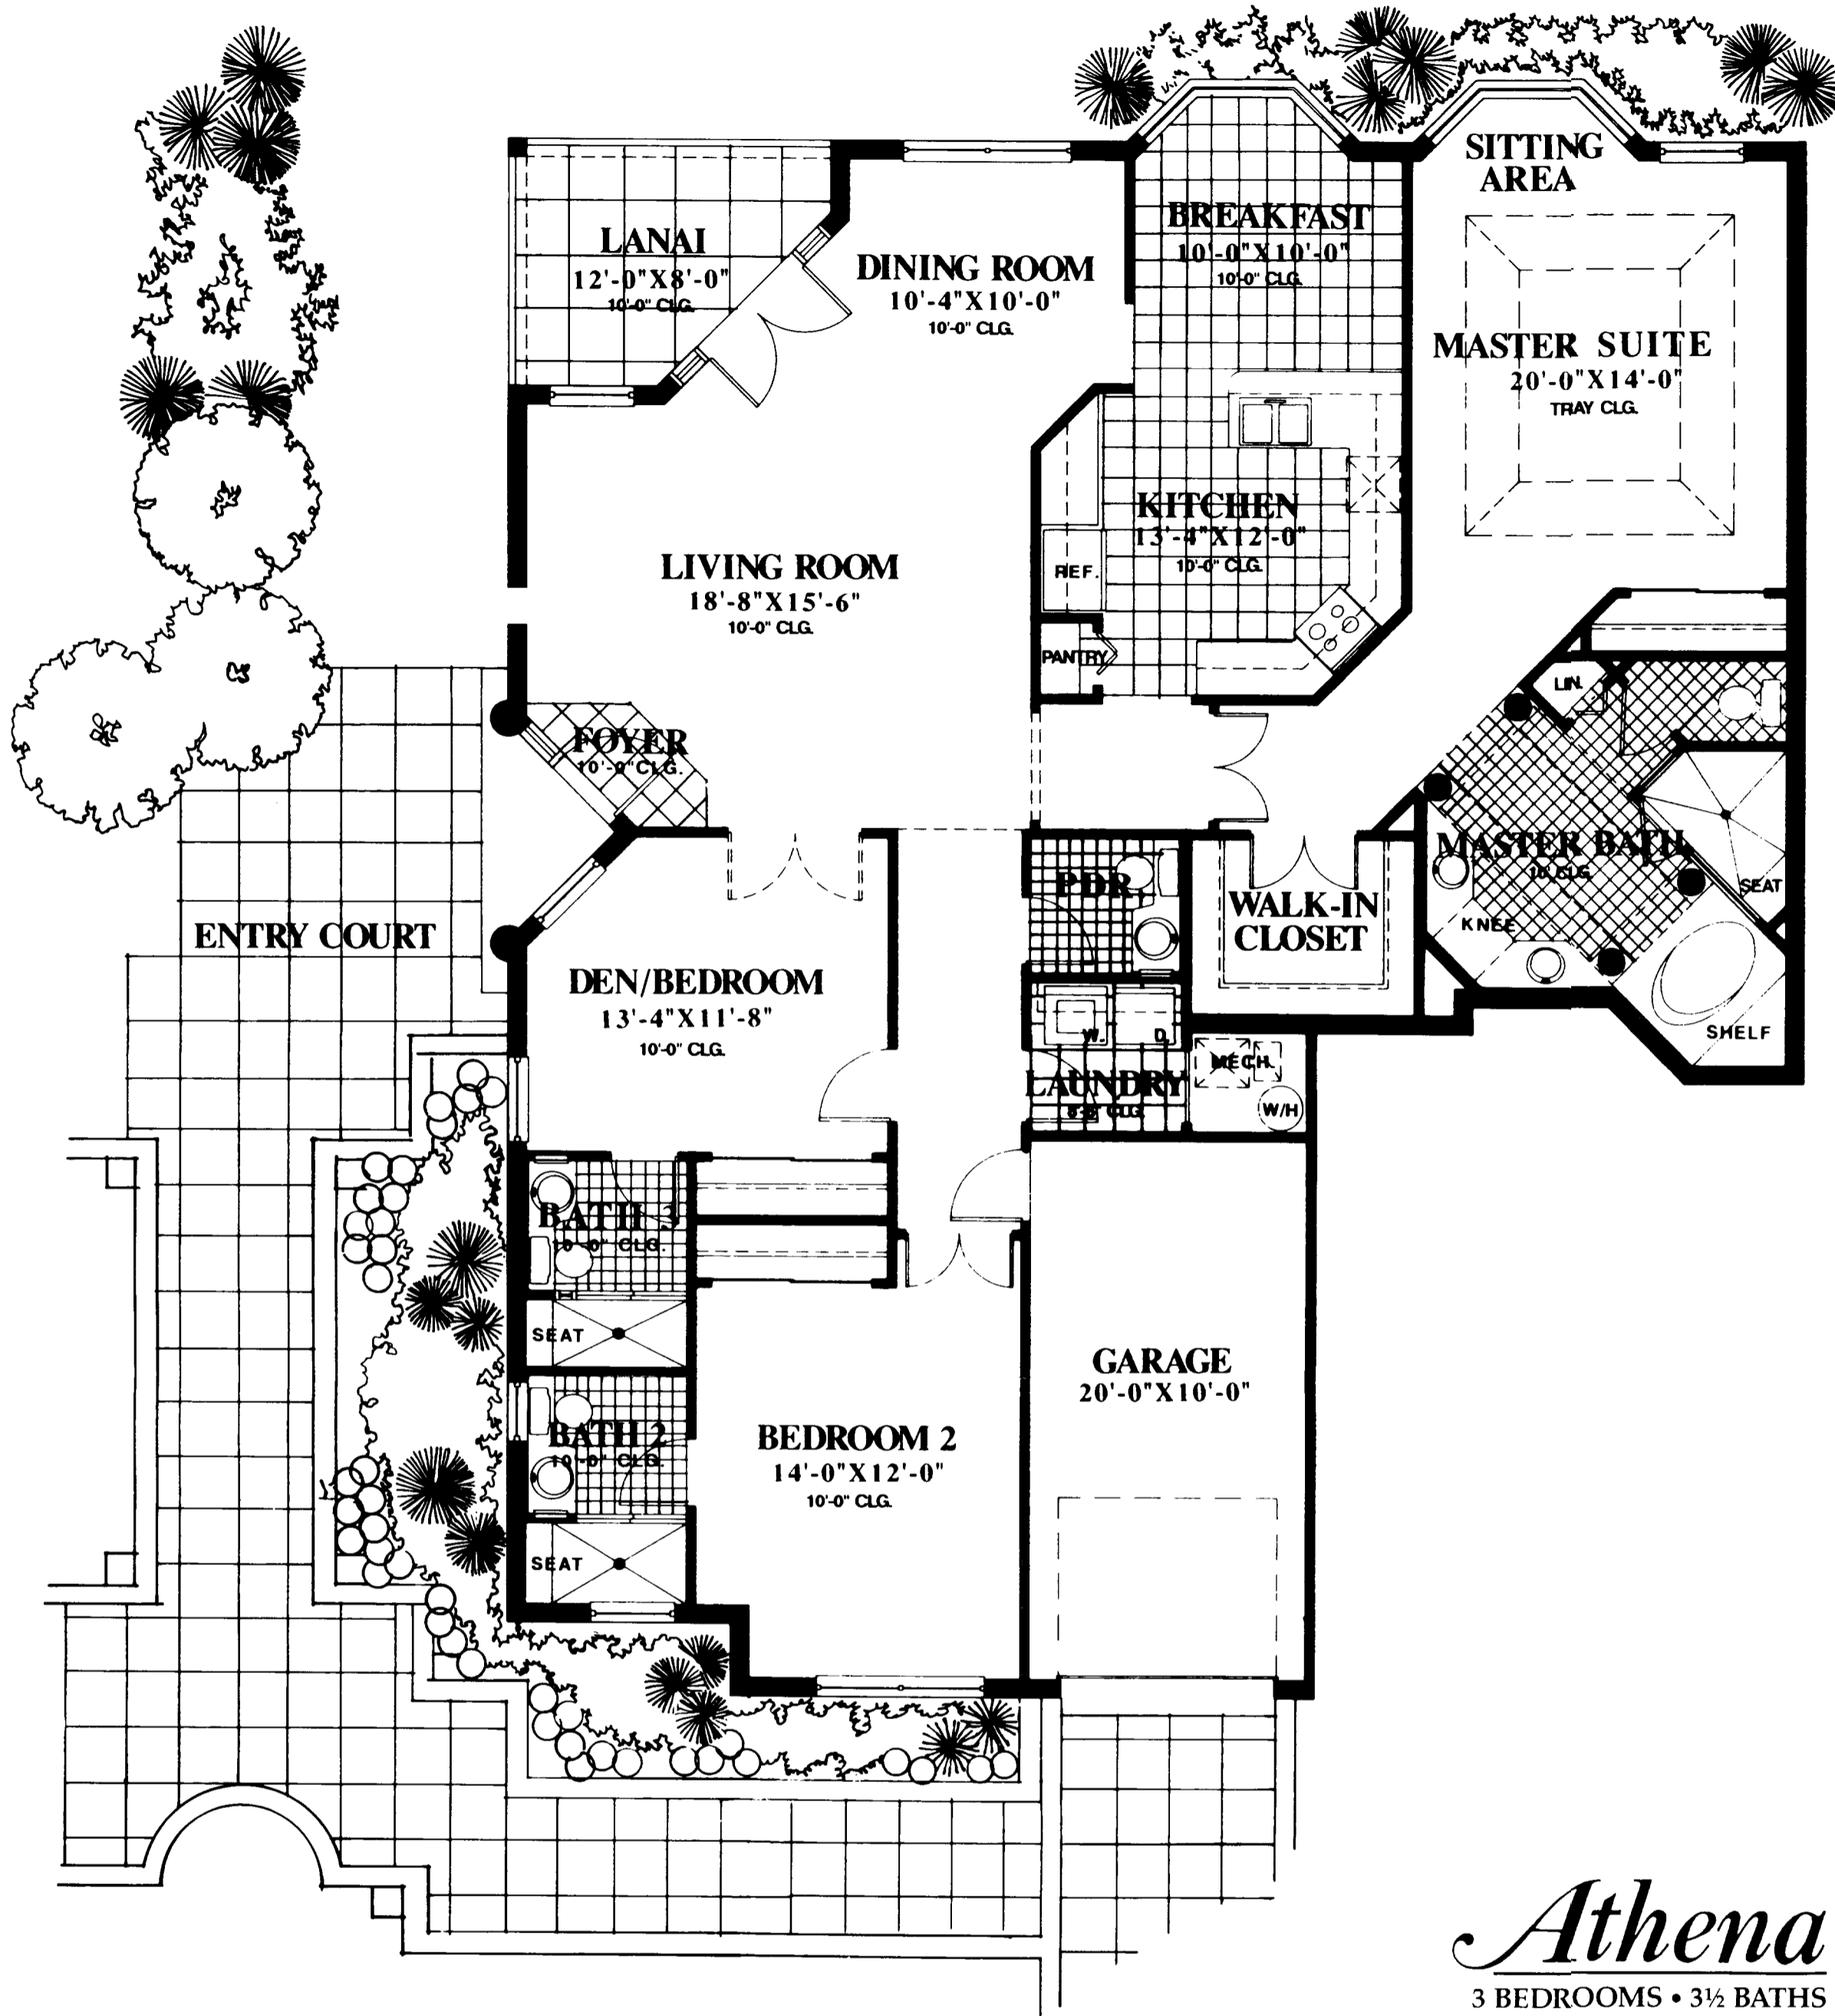 SITTING
AREA
BREAKFAST
10'-0"X10'-0"
10'-0" CLG.
LANAI
12'-0"X8'-0"
10'-0" CLG.
DINING ROOM
10'-4"X10'-0"
10'-0" CLG.
MASTER SUITE
20'-0"X14'-0"
TRAY CLG.
KITCHEN
13'-4"X12'-0"
10'-0" CLG.
REF.
PANTRY
LIVING ROOM
18'-8"X15'-6"
10'-0" CLG.
LIN.
FOYER
10'-0" CLG.
MASTER BATH
10' CLG.
SEAT
KNEE
SHELF
PDR
WALK-IN
CLOSET
ENTRY COURT
DEN/BEDROOM
13'-4"X11'-8"
10'-0" CLG.
W.
D.
LAUNDRY
8'-8" CLG.
MECH.
W/H
BATH 3
10'-0" CLG.
SEAT
GARAGE
20'-0"X10'-0"
BATH 2
10'-0" CLG.
SEAT
BEDROOM 2
14'-0"X12'-0"
10'-0" CLG.
Athena
3 BEDROOMS • 3½ BATHS